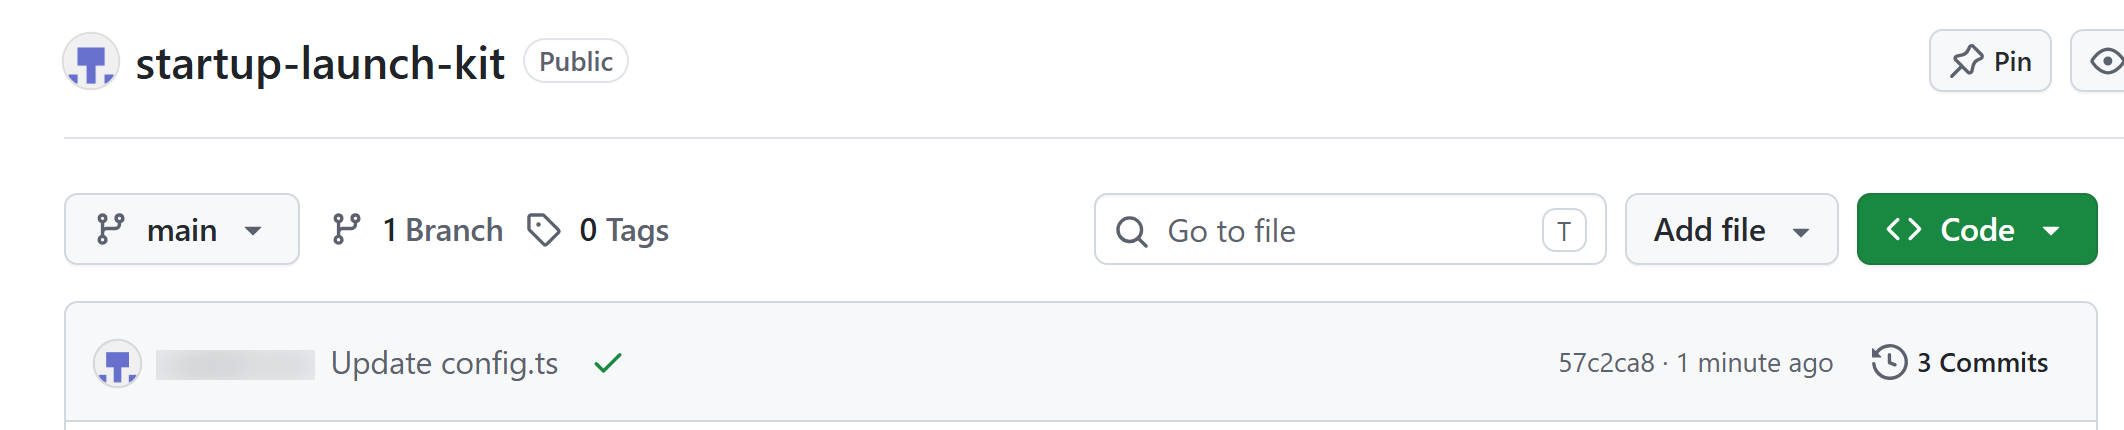 startup-launch-kit Public Pin
main 1 Branch 0 Tags Go to file T Add file Code
Update config.ts 57c2ca8 · 1 minute ago 3 Commits